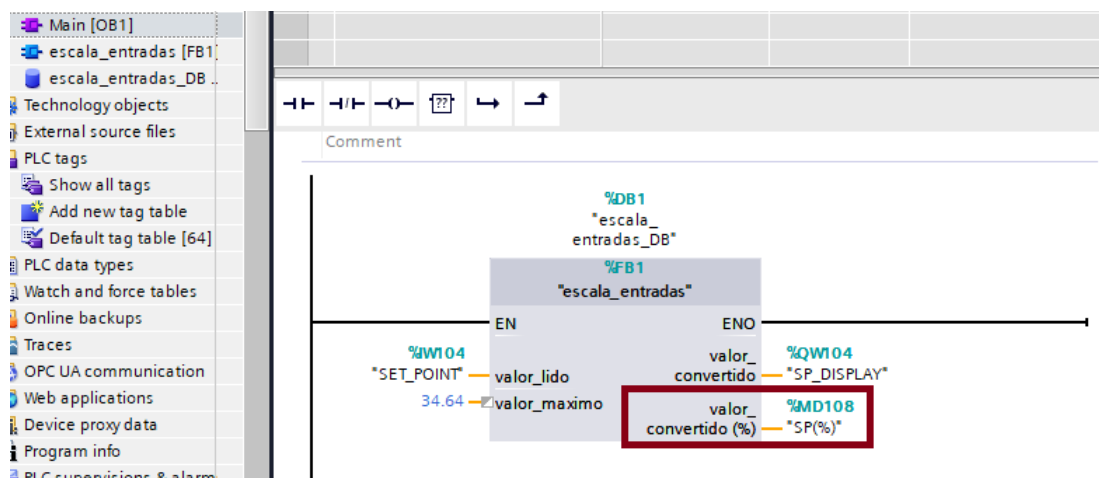 Main [OB1]
escala_entradas [FB1]
escala_entradas_DB ..
Technology objects
External source files
PLC tags
Show all tags
Add new tag table
Default tag table [64]
PLC data types
Watch and force tables
Online backups
Traces
OPC UA communication
Web applications
Device proxy data
Program info
PLC supervisions & alarm
??
Comment
%DB1
"escala_
entradas_DB"
%FB1
"escala_entradas"
EN
ENO
%IW104
"SET_POINT"
valor_lido
34.64
valor_maximo
valor_
convertido
%QW104
"SP_DISPLAY"
valor_
convertido (%)
%MD108
"SP(%)"